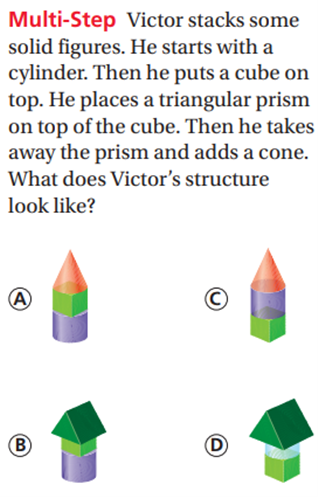 Multi-Step Victor stacks some
solid figures. He starts with a
cylinder. Then he puts a cube on
top. He places a triangular prism
on top of the cube. Then he takes
away the prism and adds a cone.
What does Victor's structure
look like?
A
C
B
D